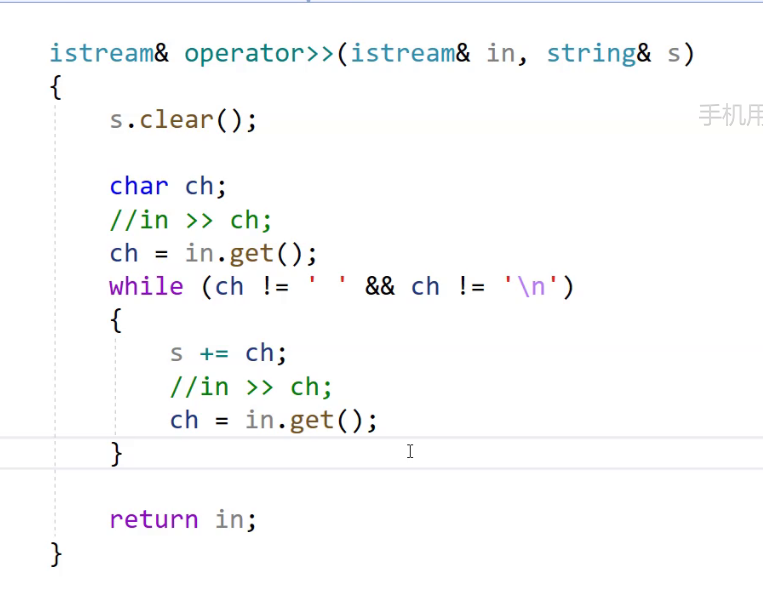 istream& operator>>(istream& in, string& s)
{
s.clear();
手机用
char ch;
//in >> ch;
ch = in.get();
while (ch != ' ' && ch != '\n')
{
s += ch;
//in >> ch;
ch = in.get();
}
return in;
}